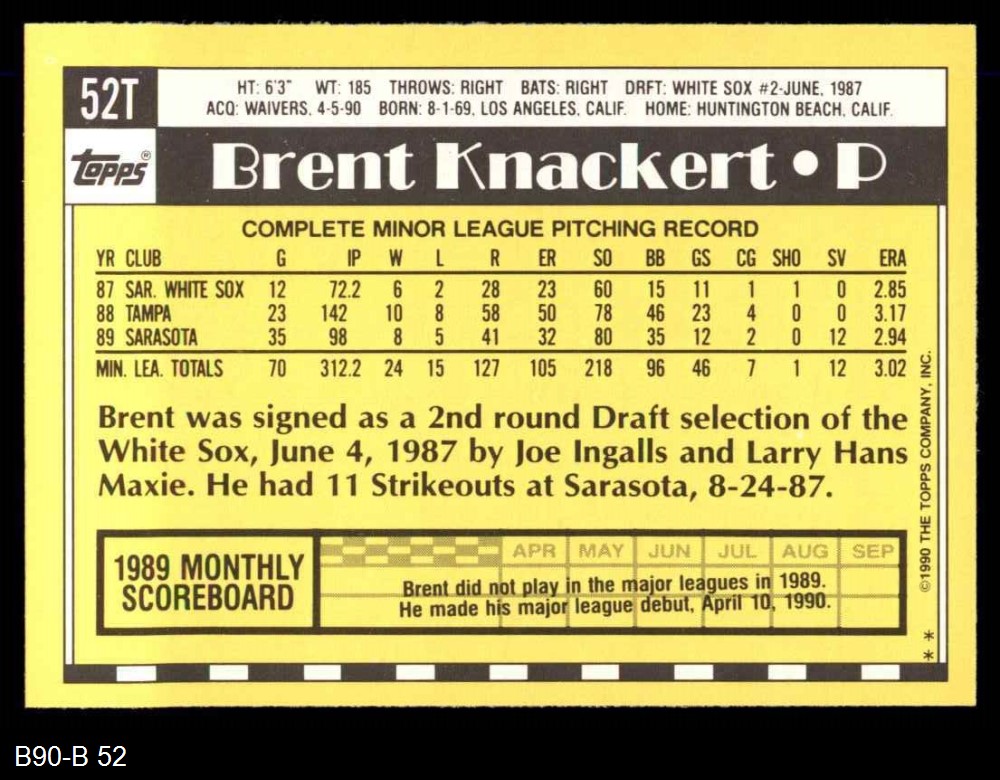 52T
HT: 6'3" WT: 185 THROWS: RIGHT BATS: RIGHT DRFT: WHITE SOX #2-JUNE, 1987
ACQ: WAIVERS, 4-5-90 BORN: 8-1-69, LOS ANGELES, CALIF. HOME: HUNTINGTON BEACH, CALIF.
topps®
Brent Knackert • P
COMPLETE MINOR LEAGUE PITCHING RECORD
YR CLUB G IP W L R ER SO BB GS CG SHO SV ERA
87 SAR. WHITE SOX 12 72.2 6 2 28 23 60 15 11 1 1 0 2.85
88 TAMPA 23 142 10 8 58 50 78 46 23 4 0 0 3.17
89 SARASOTA 35 98 8 5 41 32 80 35 12 2 0 12 2.94
MIN. LEA. TOTALS 70 312.2 24 15 127 105 218 96 46 7 1 12 3.02
Brent was signed as a 2nd round Draft selection of the
White Sox, June 4, 1987 by Joe Ingalls and Larry Hans
Maxie. He had 11 Strikeouts at Sarasota, 8-24-87.
1989 MONTHLY
SCOREBOARD
APR MAY JUN JUL AUG SEP
Brent did not play in the major leagues in 1989.
He made his major league debut, April 10, 1990.
©1990 THE TOPPS COMPANY, INC.
* *
B90-B 52